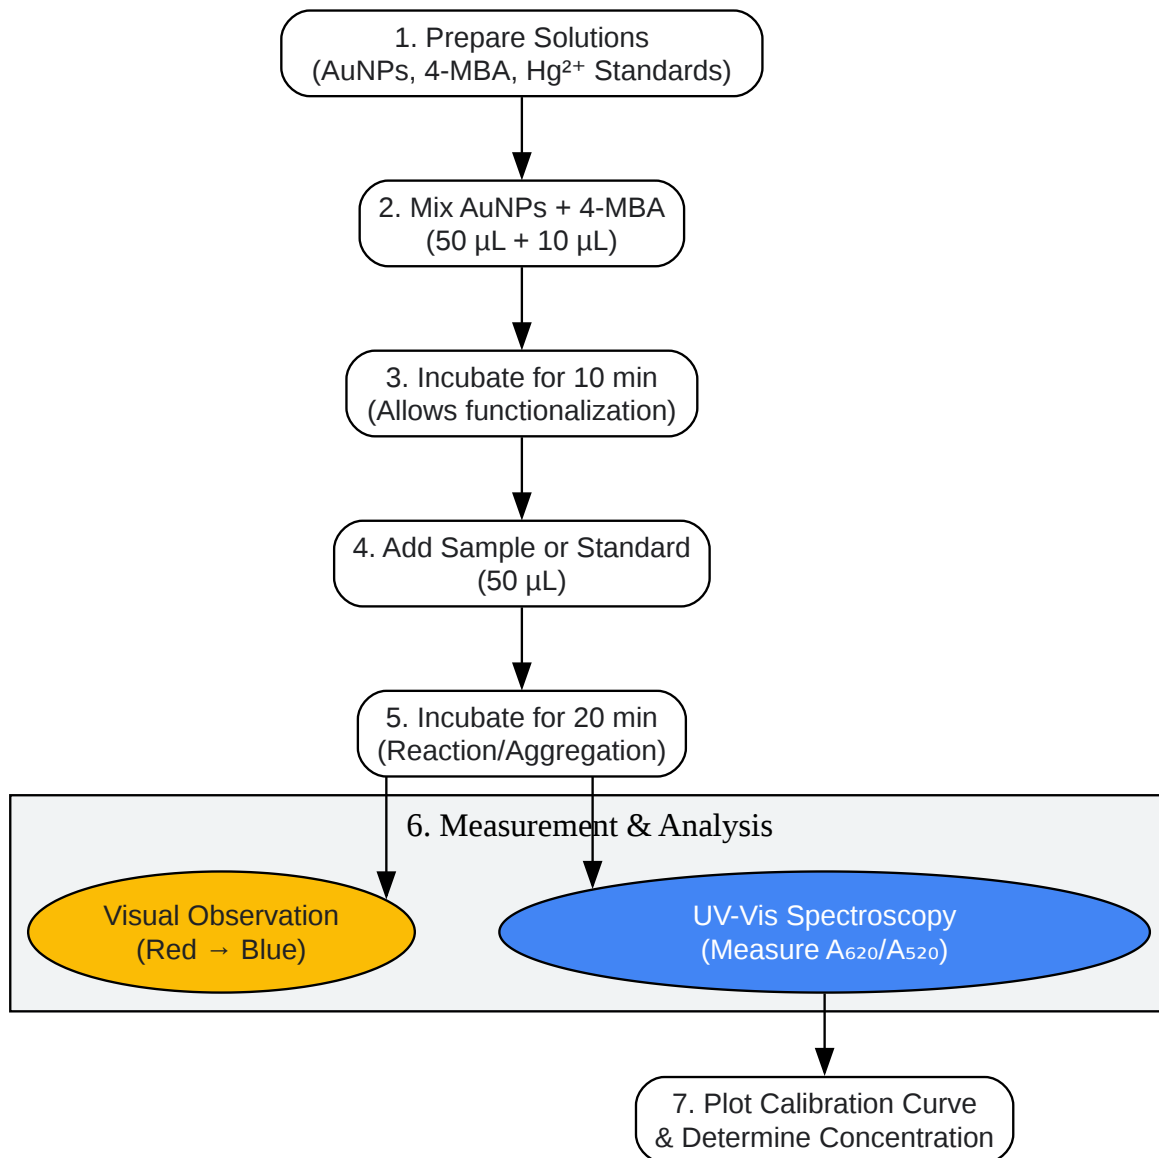 1. Prepare Solutions
(AuNPs, 4-MBA, Hg²⁺ Standards)
2. Mix AuNPs + 4-MBA
(50 µL + 10 µL)
3. Incubate for 10 min
(Allows functionalization)
4. Add Sample or Standard
(50 µL)
5. Incubate for 20 min
(Reaction/Aggregation)
6. Measurement & Analysis
Visual Observation
(Red → Blue)
UV-Vis Spectroscopy
(Measure A₆₂₀/A₅₂₀)
7. Plot Calibration Curve
& Determine Concentration